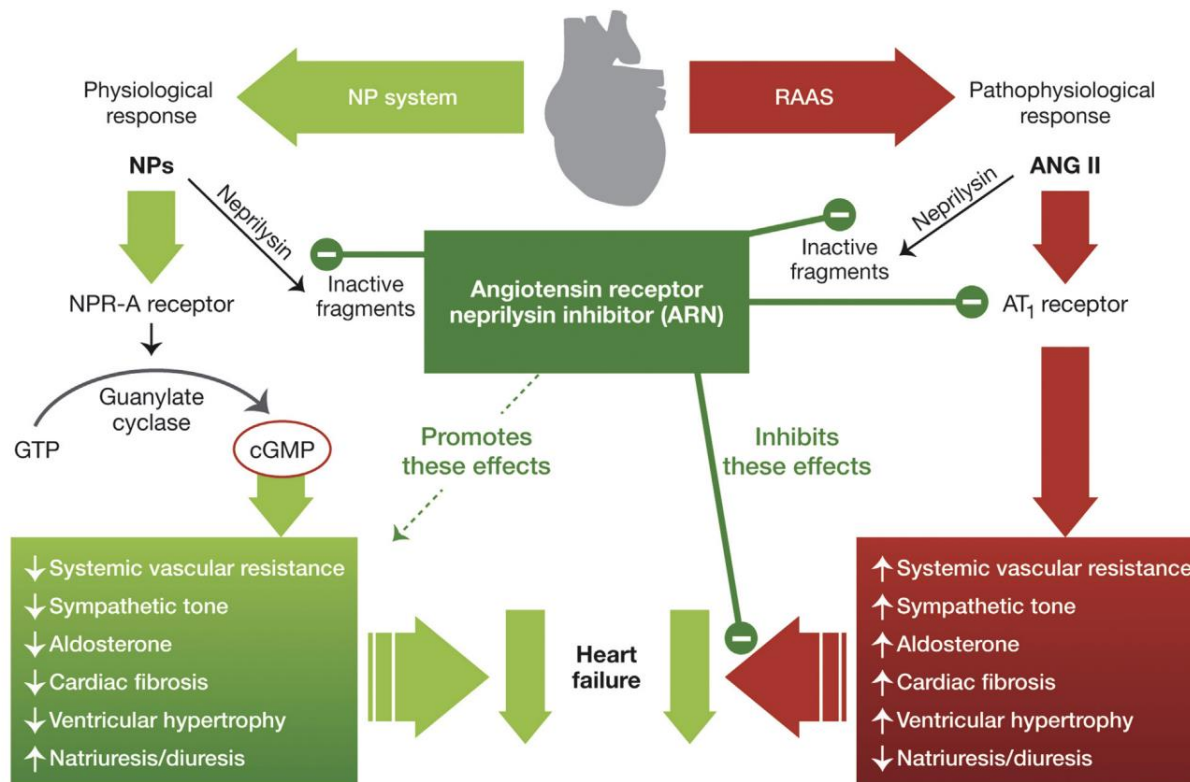 NP system
RAAS
Physiological
response
Pathophysiological
response
NPs
ANG II
Neprilysin
Neprilysin
Inactive
fragments
Inactive
fragments
Angiotensin receptor
neprilysin inhibitor (ARN)
NPR-A receptor
AT₁ receptor
Guanylate
cyclase
GTP
cGMP
Promotes
these effects
Inhibits
these effects
↓ Systemic vascular resistance
↓ Sympathetic tone
↓ Aldosterone
↓ Cardiac fibrosis
↓ Ventricular hypertrophy
↑ Natriuresis/diuresis
Heart
failure
↑ Systemic vascular resistance
↑ Sympathetic tone
↑ Aldosterone
↑ Cardiac fibrosis
↑ Ventricular hypertrophy
↓ Natriuresis/diuresis